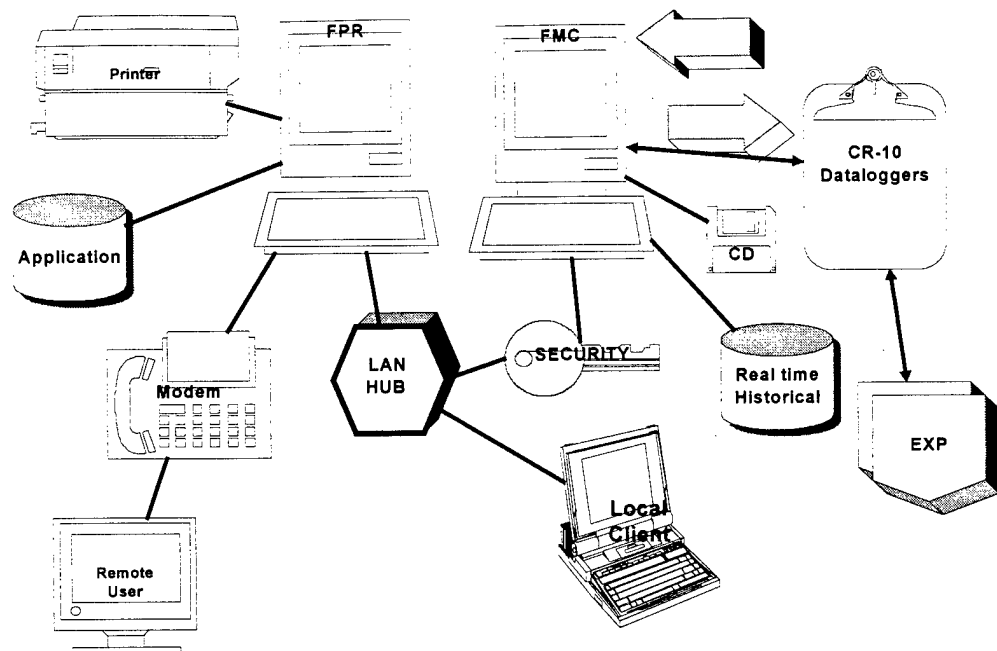 FPR
FMC
Printer
CR-10
Dataloggers
Application
CD
LAN
HUB
SECURITY
Real time
Historical
Modem
EXP
Local
Client
Remote
User